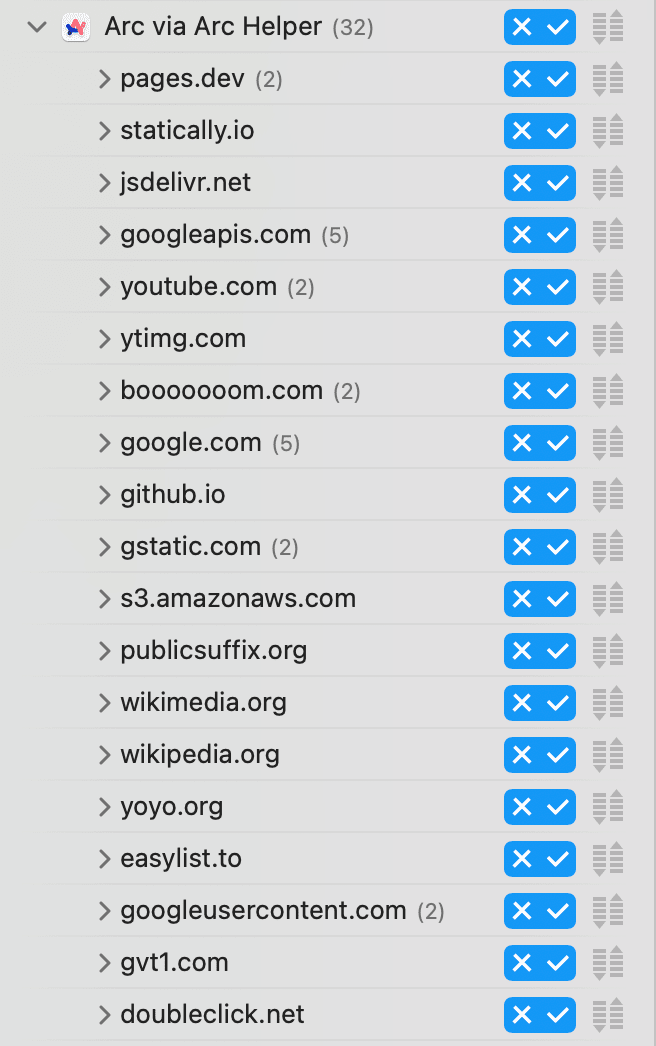 Arc via Arc Helper (32)
pages.dev (2)
statically.io
jsdelivr.net
googleapis.com (5)
youtube.com (2)
ytimg.com
booooooom.com (2)
google.com (5)
github.io
gstatic.com (2)
s3.amazonaws.com
publicsuffix.org
wikimedia.org
wikipedia.org
yoyo.org
easylist.to
googleusercontent.com (2)
gvt1.com
doubleclick.net